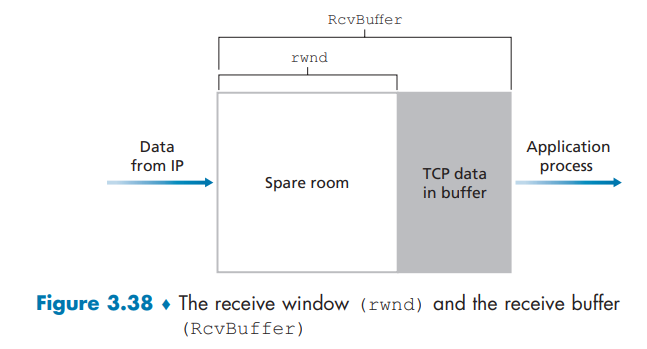 RcvBuffer
rwnd
Data
from IP
Spare room
TCP data
in buffer
Application
process
Figure 3.38 ♦ The receive window (rwnd) and the receive buffer
(RcvBuffer)